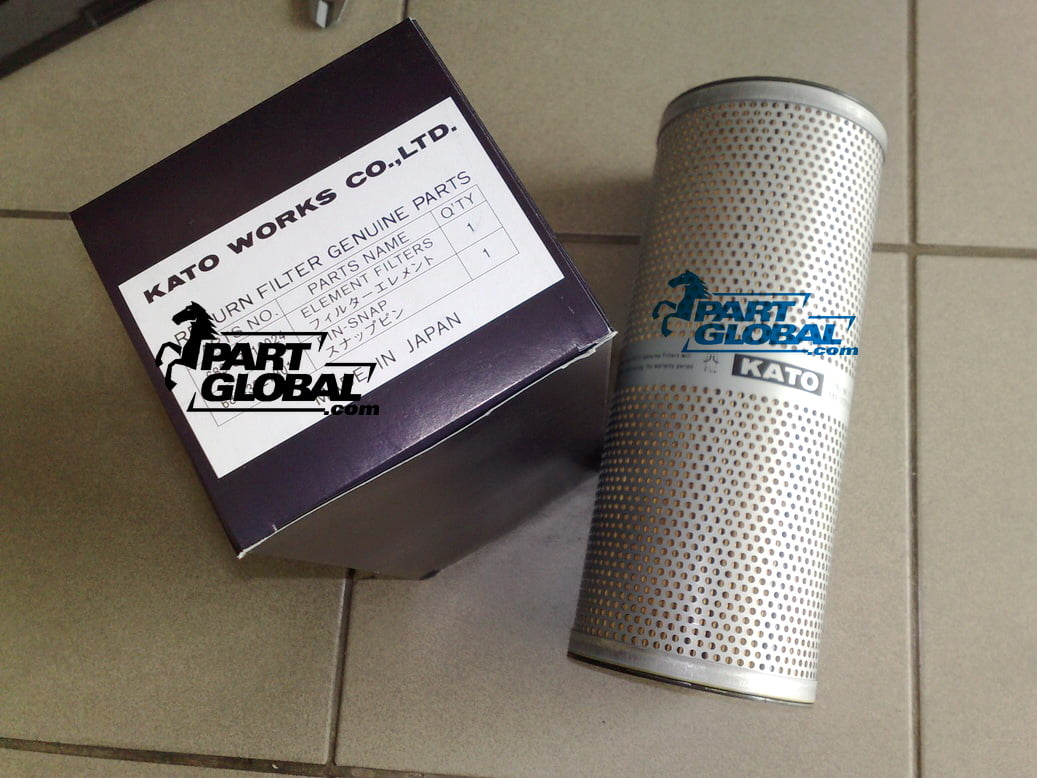 KATO WORKS CO.,LTD.
RETURN FILTER GENUINE PARTS
NO. PARTS NAME Q'TY
ELEMENT FILTERS 1
フィルターエレメント
-SNAP 1
スナップピン
IN JAPAN
PART
GLOBAL
.com
PART
GLOBAL
.com
KATO